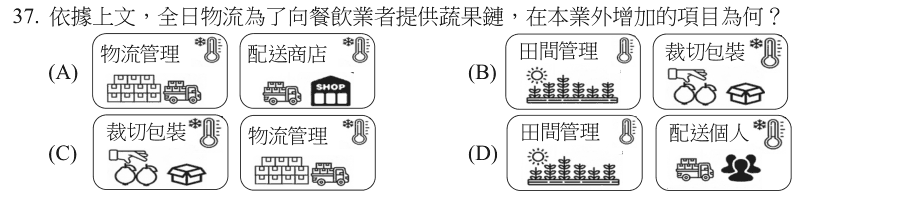 37. 依據上文，全日物流為了向餐飲業者提供蔬果鏈，在本業外增加的項目為何？
(A) 物流管理 配送商店 SHOP
(B) 田間管理 裁切包裝
(C) 裁切包裝 物流管理
(D) 田間管理 配送個人